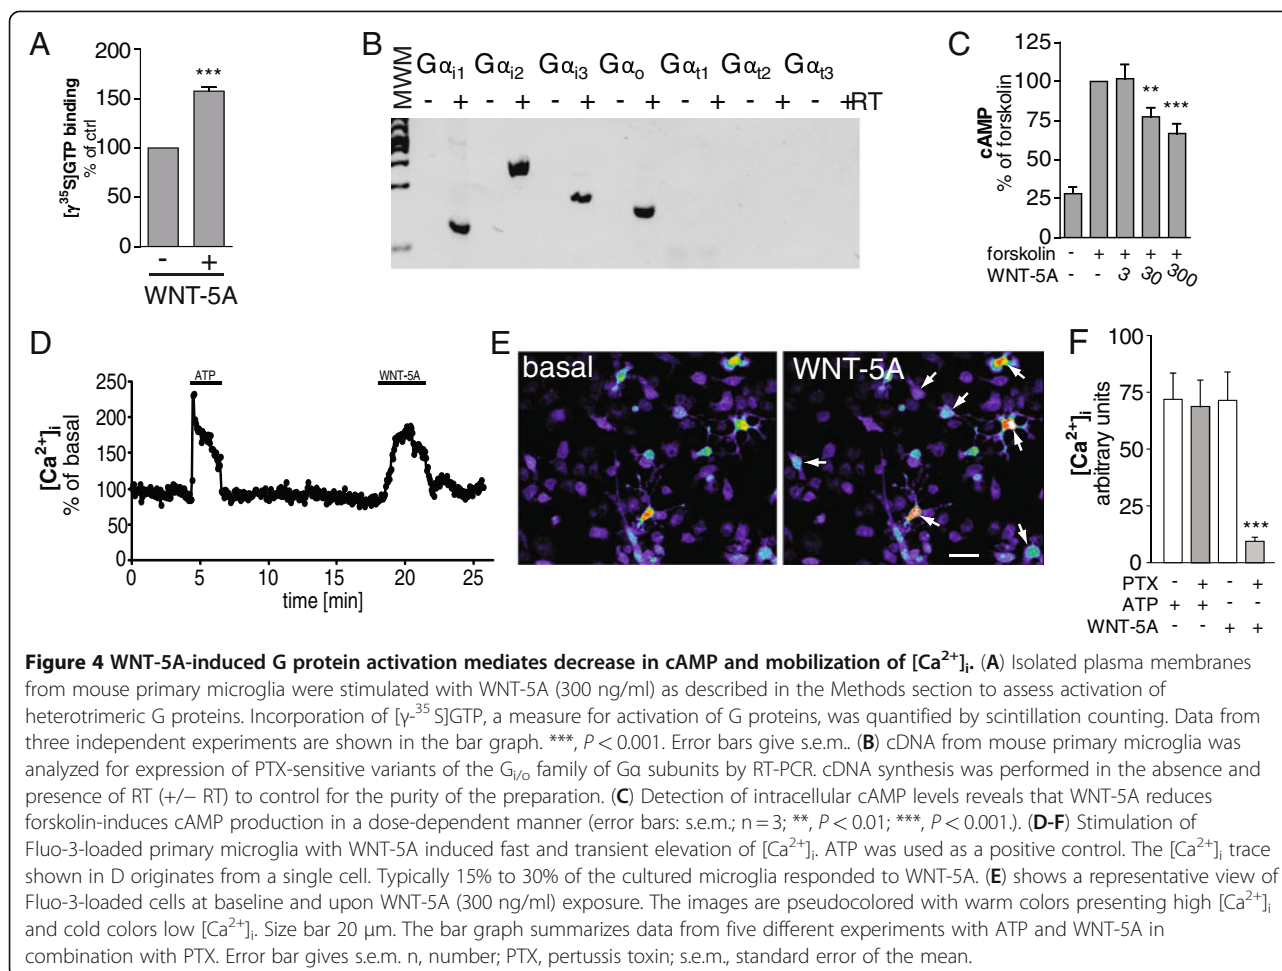 A
[γ³⁵S]GTP binding
% of ctrl
200
150
100
50
0
***
- +
WNT-5A
B
MWM
Gαi1 Gαi2 Gαi3 Gαo Gαt1 Gαt2 Gαt3
- + - + - + - + - + - + - +RT
C
cAMP
% of forskolin
125
100
75
50
25
0
** ***
forskolin - + + + +
WNT-5A - - 3 30 300
D
[Ca²⁺]i
% of basal
250
200
150
100
50
0
ATP WNT-5A
0 5 10 15 20 25
time [min]
E
basal
WNT-5A
F
[Ca²⁺]i
arbitrary units
100
75
50
25
0
***
PTX - + - +
ATP + + - -
WNT-5A - - + +
Figure 4 WNT-5A-induced G protein activation mediates decrease in cAMP and mobilization of [Ca²⁺]i. (A) Isolated plasma membranes
from mouse primary microglia were stimulated with WNT-5A (300 ng/ml) as described in the Methods section to assess activation of
heterotrimeric G proteins. Incorporation of [γ-³⁵ S]GTP, a measure for activation of G proteins, was quantified by scintillation counting. Data from
three independent experiments are shown in the bar graph. ***, P < 0.001. Error bars give s.e.m.. (B) cDNA from mouse primary microglia was
analyzed for expression of PTX-sensitive variants of the Gi/o family of Gα subunits by RT-PCR. cDNA synthesis was performed in the absence and
presence of RT (+/− RT) to control for the purity of the preparation. (C) Detection of intracellular cAMP levels reveals that WNT-5A reduces
forskolin-induces cAMP production in a dose-dependent manner (error bars: s.e.m.; n = 3; **, P < 0.01; ***, P < 0.001.). (D-F) Stimulation of
Fluo-3-loaded primary microglia with WNT-5A induced fast and transient elevation of [Ca²⁺]i. ATP was used as a positive control. The [Ca²⁺]i trace
shown in D originates from a single cell. Typically 15% to 30% of the cultured microglia responded to WNT-5A. (E) shows a representative view of
Fluo-3-loaded cells at baseline and upon WNT-5A (300 ng/ml) exposure. The images are pseudocolored with warm colors presenting high [Ca²⁺]i
and cold colors low [Ca²⁺]i. Size bar 20 μm. The bar graph summarizes data from five different experiments with ATP and WNT-5A in
combination with PTX. Error bar gives s.e.m. n, number; PTX, pertussis toxin; s.e.m., standard error of the mean.